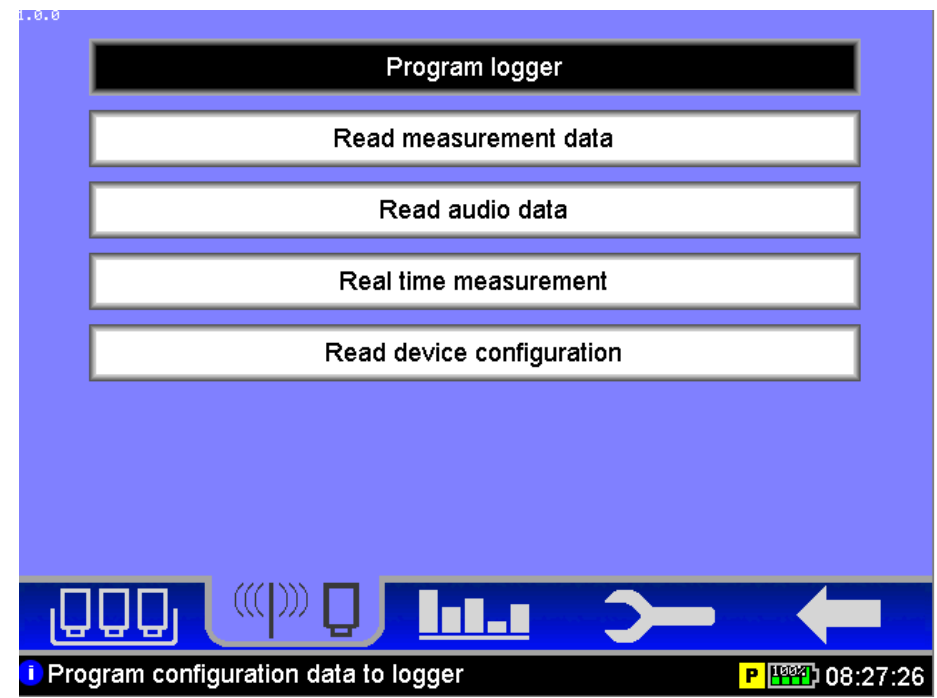 1.0.0
Program logger
Read measurement data
Read audio data
Real time measurement
Read device configuration
i Program configuration data to logger P 100% 08:27:26